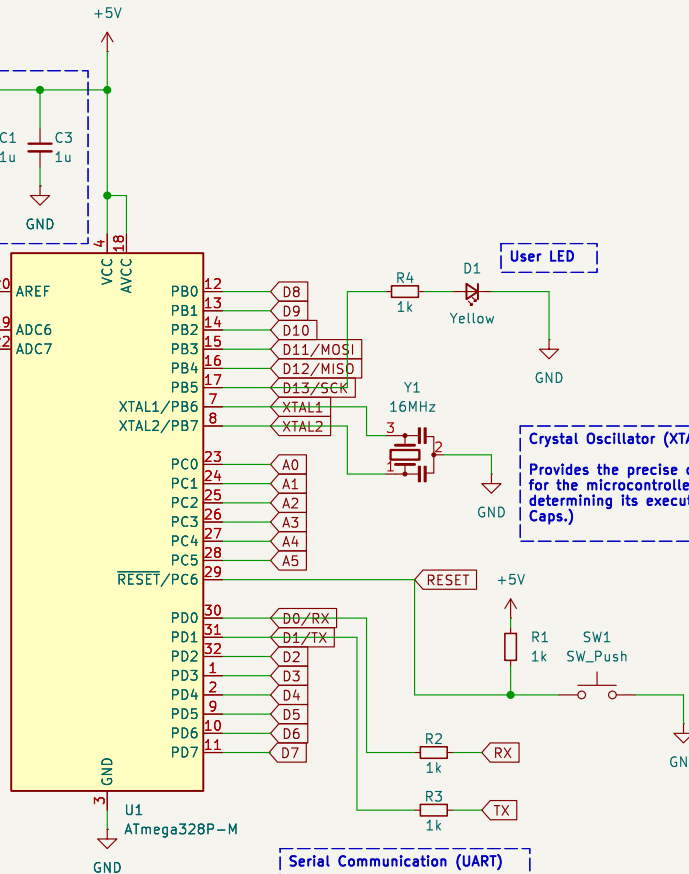 +5V
C1
C3
1u
1u
GND
4
18
VCC
AVCC
20
AREF
19
ADC6
22
ADC7
PB0
12
D8
PB1
13
D9
PB2
14
D10
PB3
15
D11/MOSI
PB4
16
D12/MISO
PB5
17
D13/SCK
XTAL1/PB6
7
XTAL1
XTAL2/PB7
8
XTAL2
PC0
23
A0
PC1
24
A1
PC2
25
A2
PC3
26
A3
PC4
27
A4
PC5
28
A5
RESET/PC6
29
RESET
PD0
30
D0/RX
PD1
31
D1/TX
PD2
32
D2
PD3
1
D3
PD4
2
D4
PD5
9
D5
PD6
10
D6
PD7
11
D7
GND
3
U1
ATmega328P-M
GND
User LED
R4
1k
D1
Yellow
GND
Y1
16MHz
3
2
1
GND
Crystal Oscillator (XTA
Provides the precise
for the microcontrolle
determining its execut
Caps.)
+5V
R1
1k
SW1
SW_Push
GN
R2
1k
RX
R3
1k
TX
Serial Communication (UART)